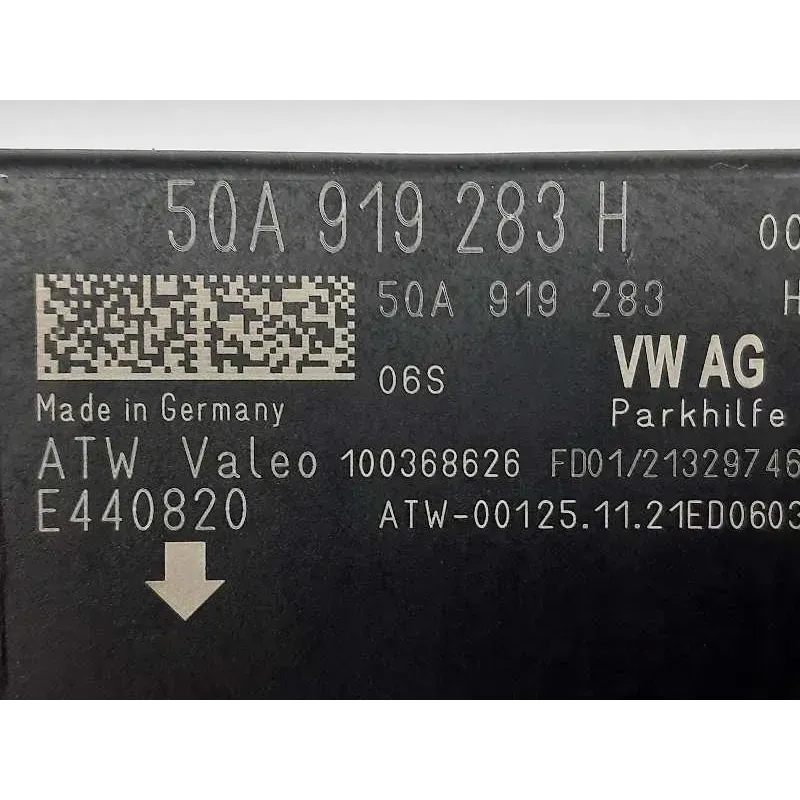 5QA 919 283 H 00
5QA 919 283 H
06S VW AG
Made in Germany Parkhilfe
ATW Valeo 100368626 FD01/21329746
E440820 ATW-00125.11.21ED0603